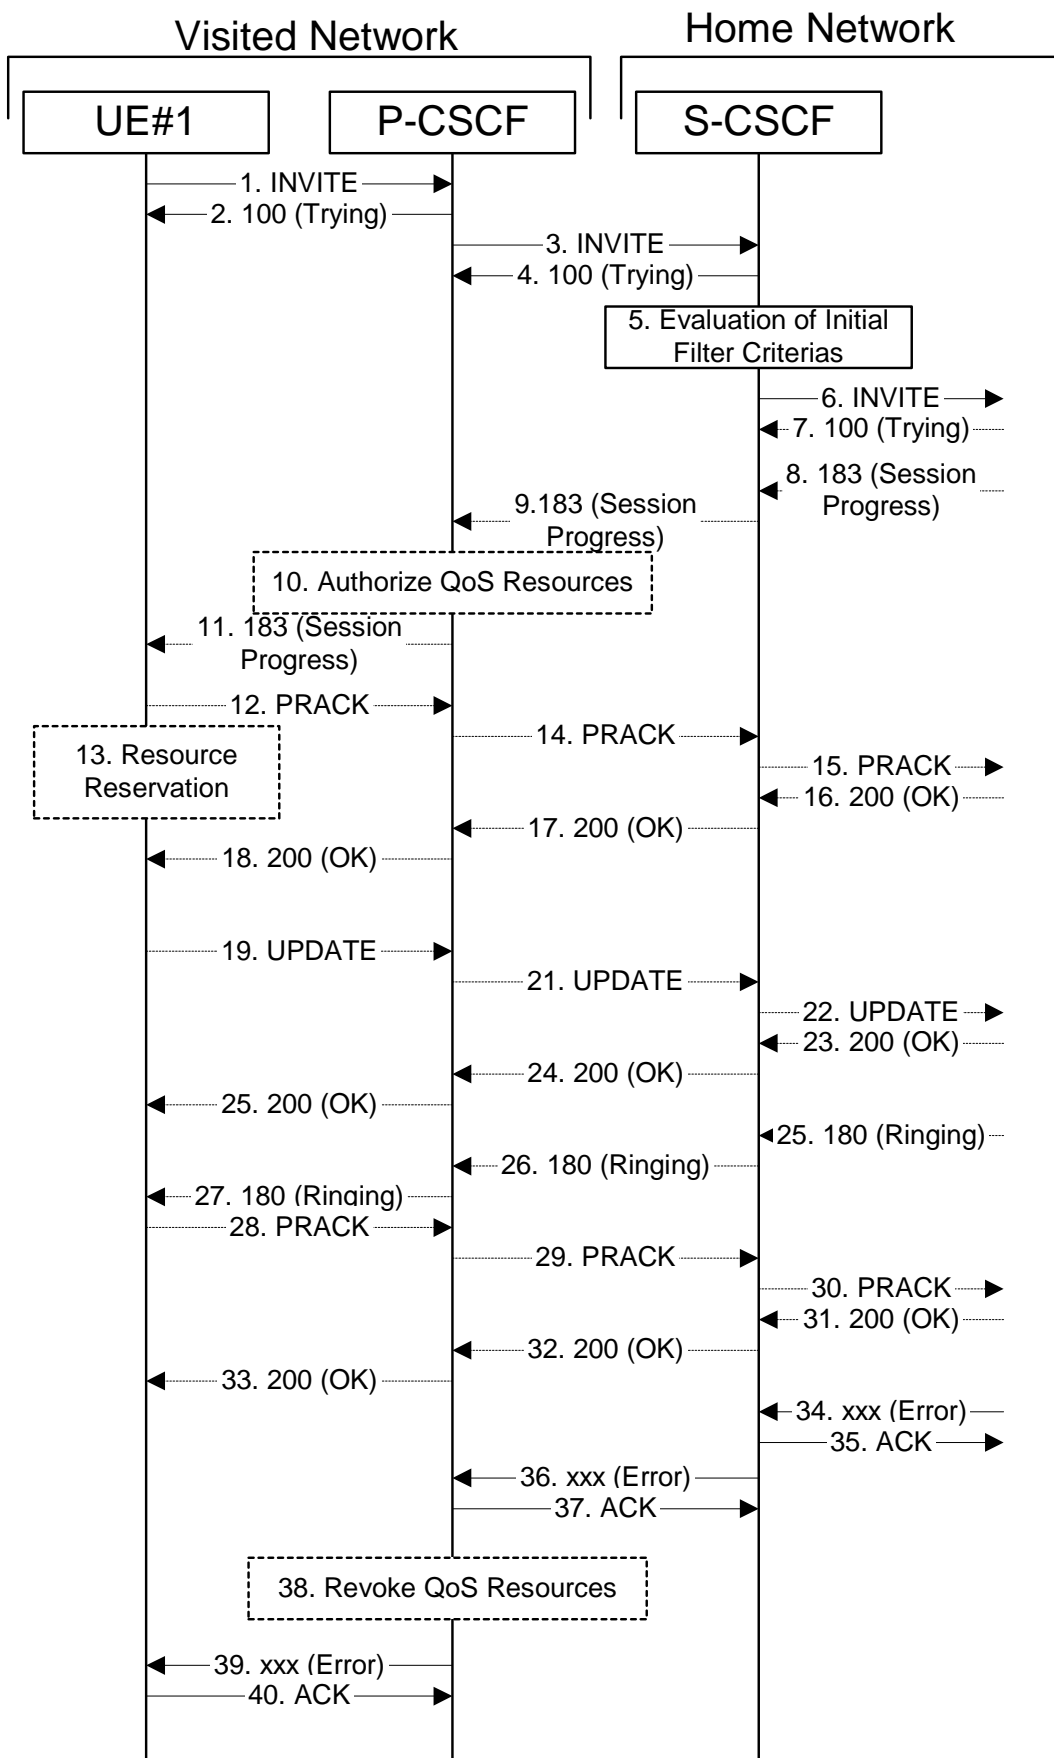 Visited Network
Home Network
UE#1
P-CSCF
S-CSCF
1. INVITE
2. 100 (Trying)
3. INVITE
4. 100 (Trying)
5. Evaluation of Initial
Filter Criterias
6. INVITE
7. 100 (Trying)
8. 183 (Session
Progress)
9.183 (Session
Progress)
10. Authorize QoS Resources
11. 183 (Session
Progress)
12. PRACK
13. Resource
Reservation
14. PRACK
15. PRACK
16. 200 (OK)
17. 200 (OK)
18. 200 (OK)
19. UPDATE
21. UPDATE
22. UPDATE
23. 200 (OK)
24. 200 (OK)
25. 200 (OK)
25. 180 (Ringing)
26. 180 (Ringing)
27. 180 (Ringing)
28. PRACK
29. PRACK
30. PRACK
31. 200 (OK)
32. 200 (OK)
33. 200 (OK)
34. xxx (Error)
35. ACK
36. xxx (Error)
37. ACK
38. Revoke QoS Resources
39. xxx (Error)
40. ACK